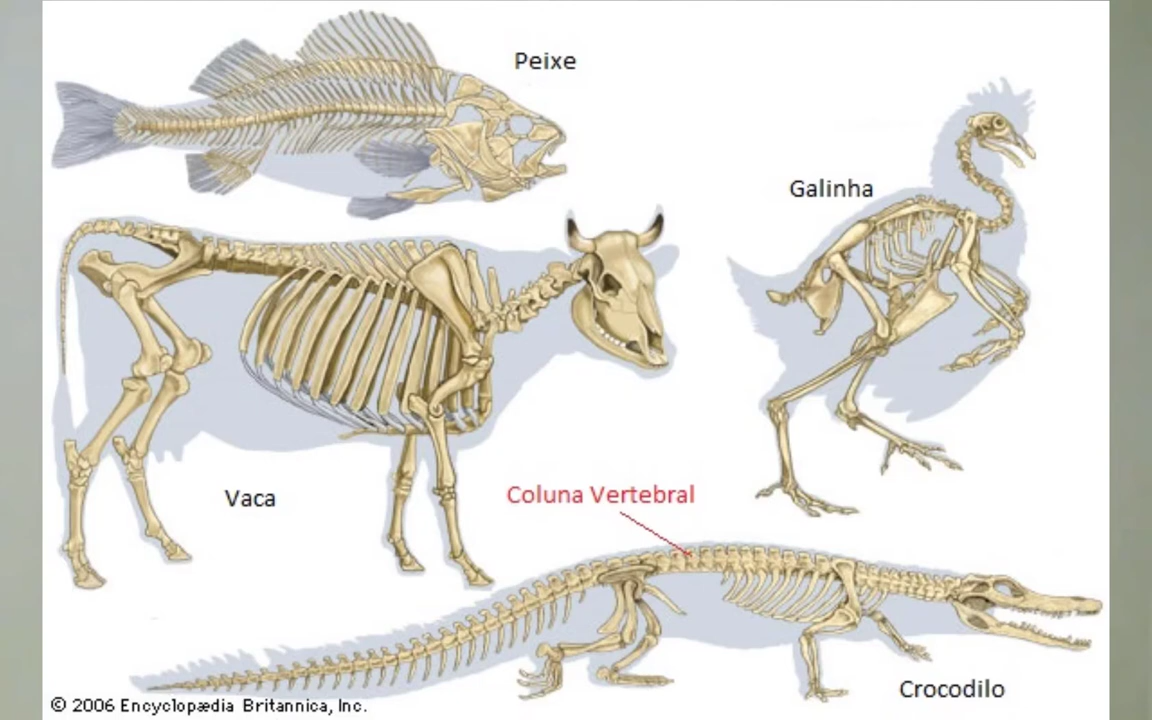 Peixe
Galinha
Vaca
Coluna Vertebral
Crocodilo
© 2006 Encyclopædia Britannica, Inc.